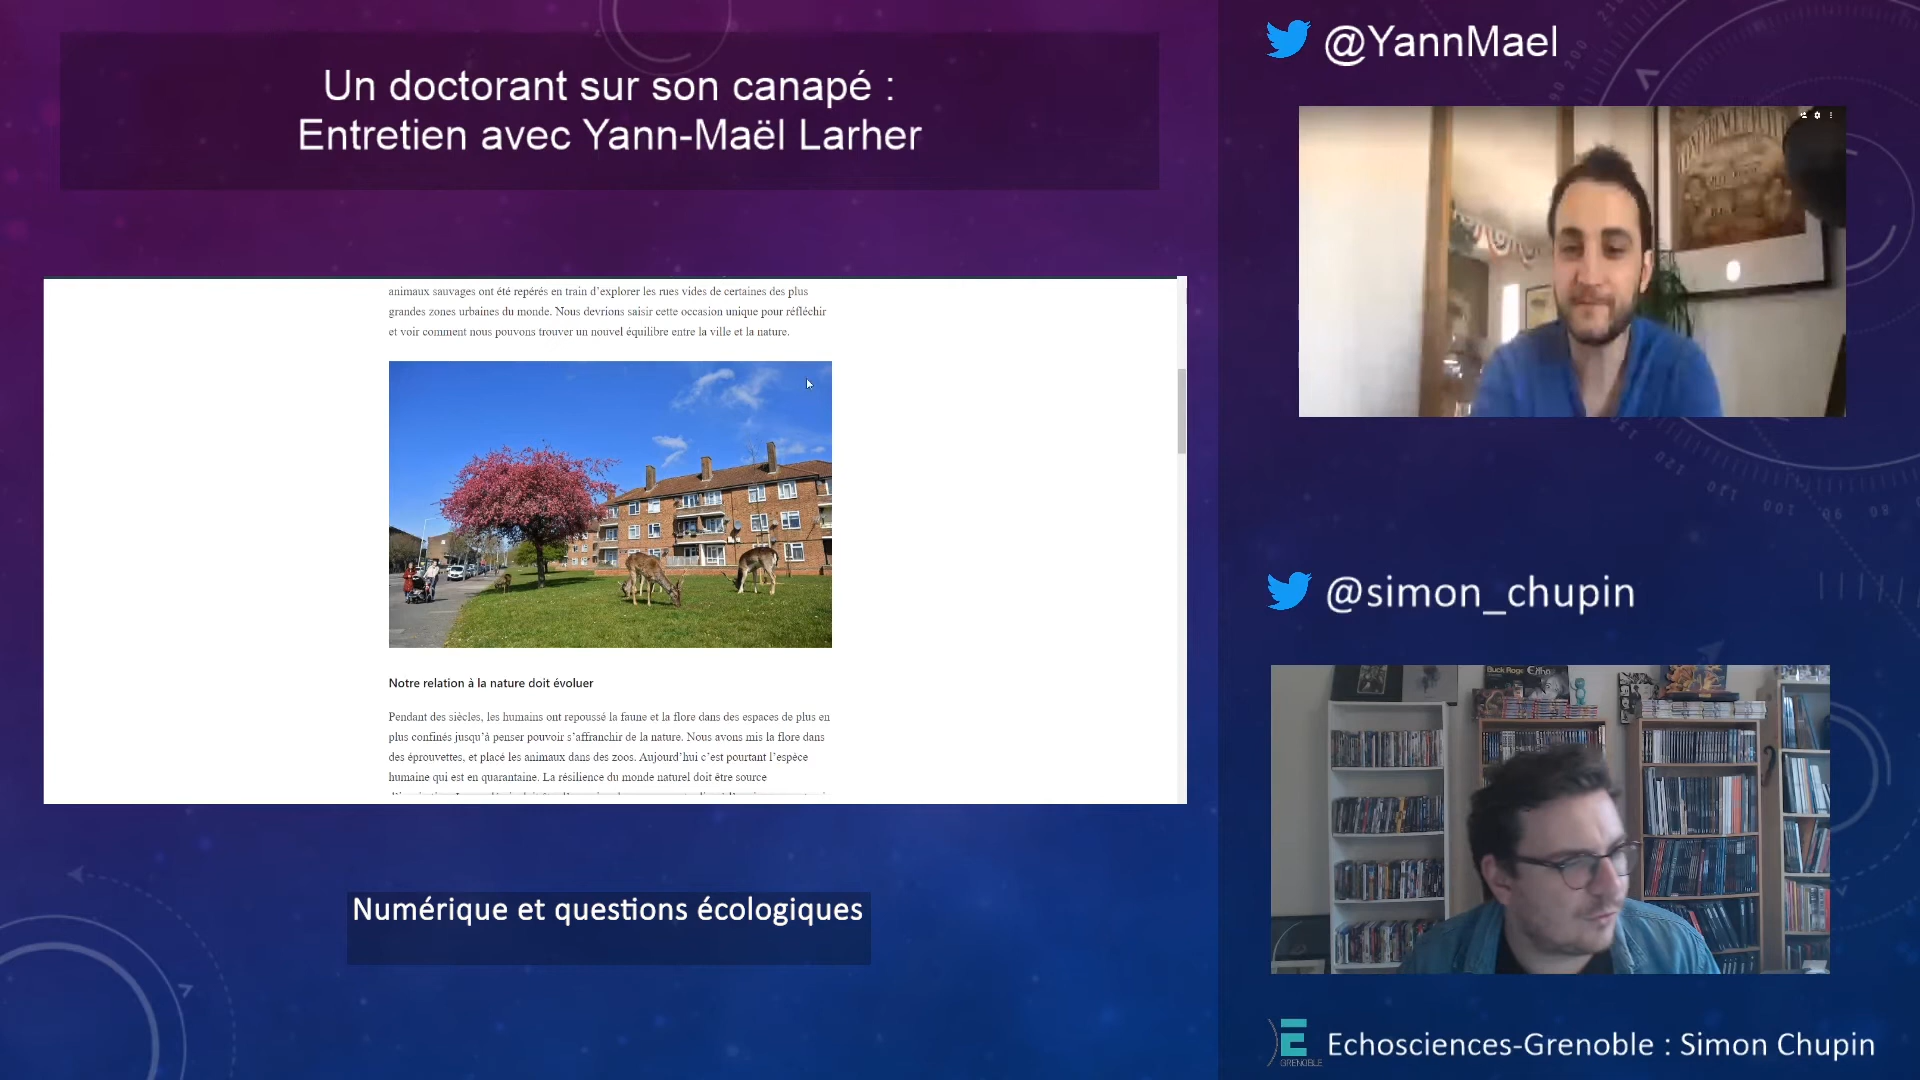 Un doctorant sur son canapé :
Entretien avec Yann-Maël Larher
animaux sauvages ont été repérés en train d’explorer les rues vides de certaines des plus
grandes zones urbaines du monde. Nous devrions saisir cette occasion unique pour réfléchir
et voir comment nous pouvons trouver un nouvel équilibre entre la ville et la nature.
Notre relation à la nature doit évoluer
Pendant des siècles, les humains ont repoussé la faune et la flore dans des espaces de plus en
plus confinés jusqu’à penser pouvoir s’affranchir de la nature. Nous avons mis la flore dans
des éprouvettes, et placé les animaux dans des zoos. Aujourd’hui c’est pourtant l’espèce
humaine qui est en quarantaine. La résilience du monde naturel doit être source
Numérique et questions écologiques
@YannMael
@simon_chupin
Buck Roge
GRENOBLE
Echosciences-Grenoble : Simon Chupin